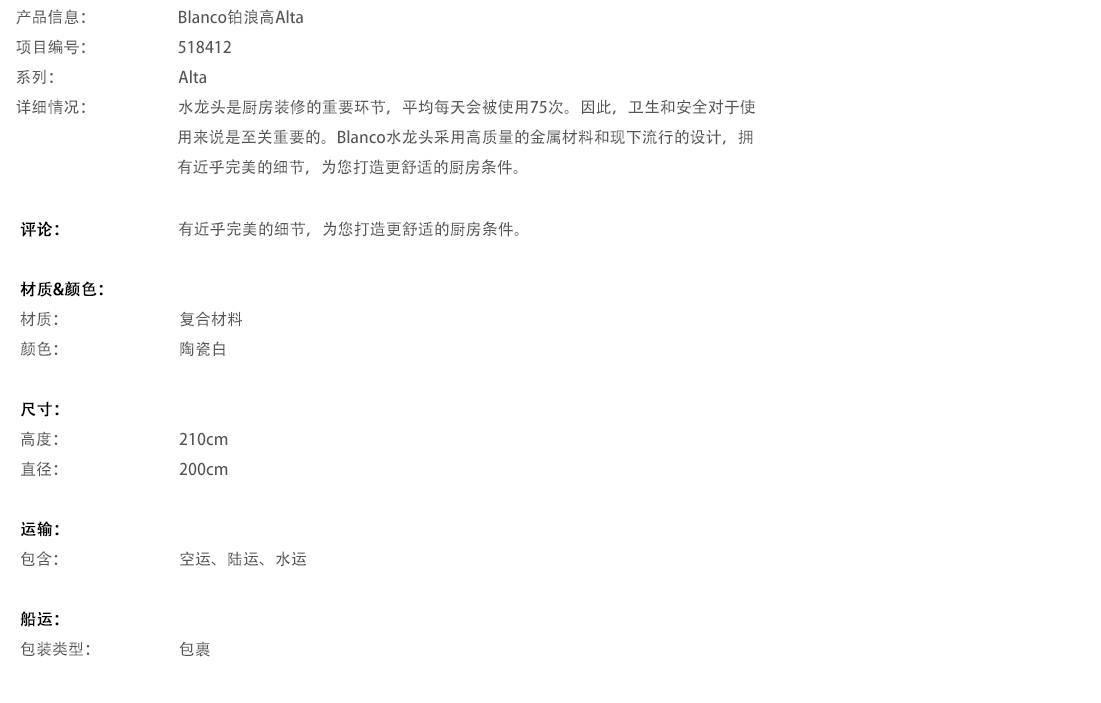 产品信息： Blanco铂浪高Alta
项目编号： 518412
系列： Alta
详细情况： 水龙头是厨房装修的重要环节，平均每天会被使用75次。因此，卫生和安全对于使
用来说是至关重要的。Blanco水龙头采用高质量的金属材料和现下流行的设计，拥
有近乎完美的细节，为您打造更舒适的厨房条件。
评论： 有近乎完美的细节，为您打造更舒适的厨房条件。
材质&颜色：
材质： 复合材料
颜色： 陶瓷白
尺寸：
高度： 210cm
直径： 200cm
运输：
包含： 空运、陆运、水运
船运：
包装类型： 包裹